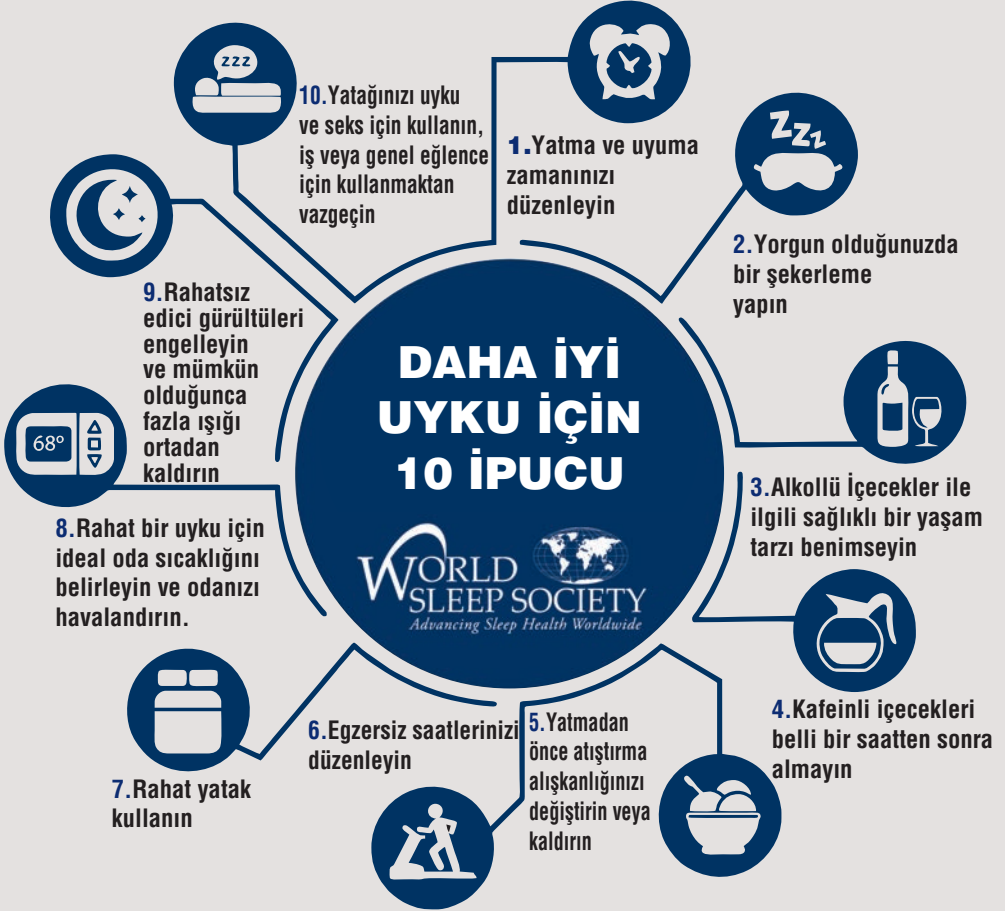 DAHA İYİ
UYKU İÇİN
10 İPUCU
WORLD
SLEEP SOCIETY
Advancing Sleep Health Worldwide
1.Yatma ve uyuma
zamanınızı
düzenleyin
zzz
2.Yorgun olduğunuzda
bir şekerleme
yapın
3.Alkollü İçecekler ile
ilgili sağlıklı bir yaşam
tarzı benimseyin
4.Kafeinli içecekleri
belli bir saatten sonra
almayın
5.Yatmadan
önce atıştırma
alışkanlığınızı
değiştirin veya
kaldırın
6.Egzersiz saatlerinizi
düzenleyin
7.Rahat yatak
kullanın
68º
8.Rahat bir uyku için
ideal oda sıcaklığını
belirleyin ve odanızı
havalandırın.
9.Rahatsız
edici gürültüleri
engelleyin
ve mümkün
olduğunca
fazla ışığı
ortadan
kaldırın
zzz
10.Yatağınızı uyku
ve seks için kullanın,
iş veya genel eğlence
için kullanmaktan
vazgeçin